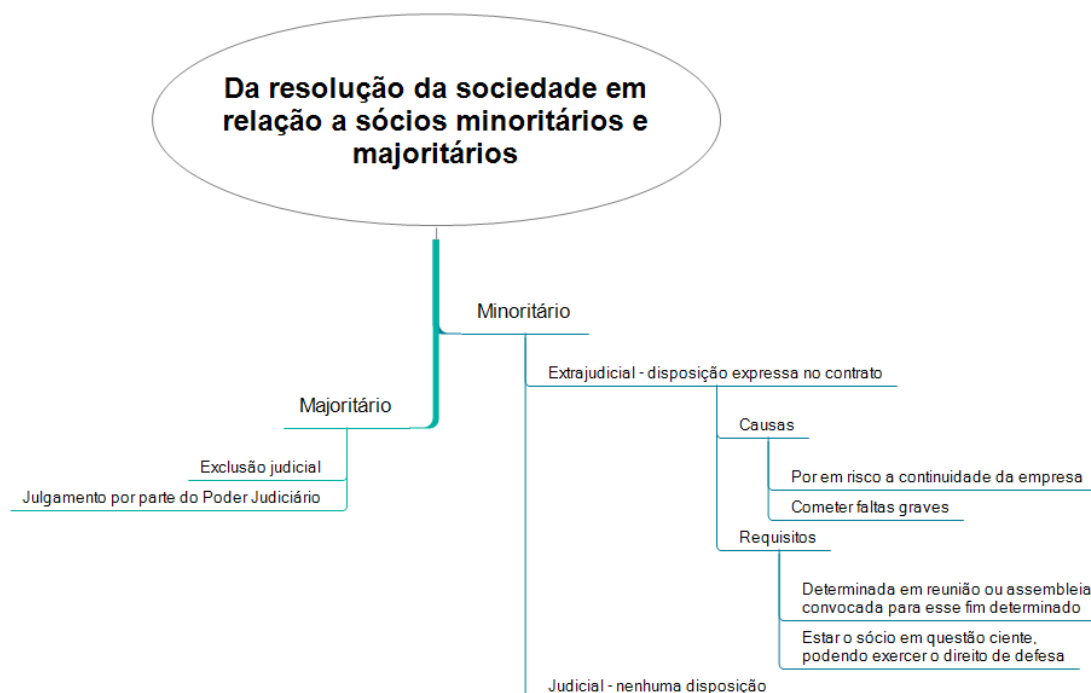 Da resolução da sociedade em
relação a sócios minoritários e
majoritários
Minoritário
Extrajudicial - disposição expressa no contrato
Causas
Por em risco a continuidade da empresa
Cometer faltas graves
Requisitos
Determinada em reunião ou assembleia
convocada para esse fim determinado
Estar o sócio em questão ciente,
podendo exercer o direito de defesa
Judicial - nenhuma disposição
Majoritário
Exclusão judicial
Julgamento por parte do Poder Judiciário